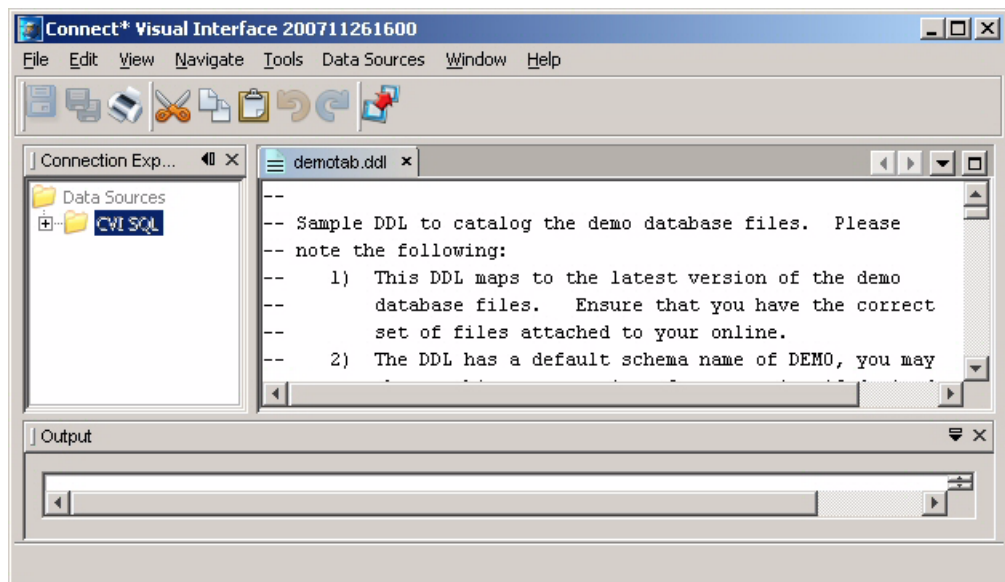 Connect* Visual Interface 200711261600
File Edit View Navigate Tools Data Sources Window Help
Connection Exp...
demotab.ddl
Data Sources
CVI SQL
--
-- Sample DDL to catalog the demo database files. Please
-- note the following:
-- 1) This DDL maps to the latest version of the demo
-- database files. Ensure that you have the correct
-- set of files attached to your online.
-- 2) The DDL has a default schema name of DEMO, you may
Output